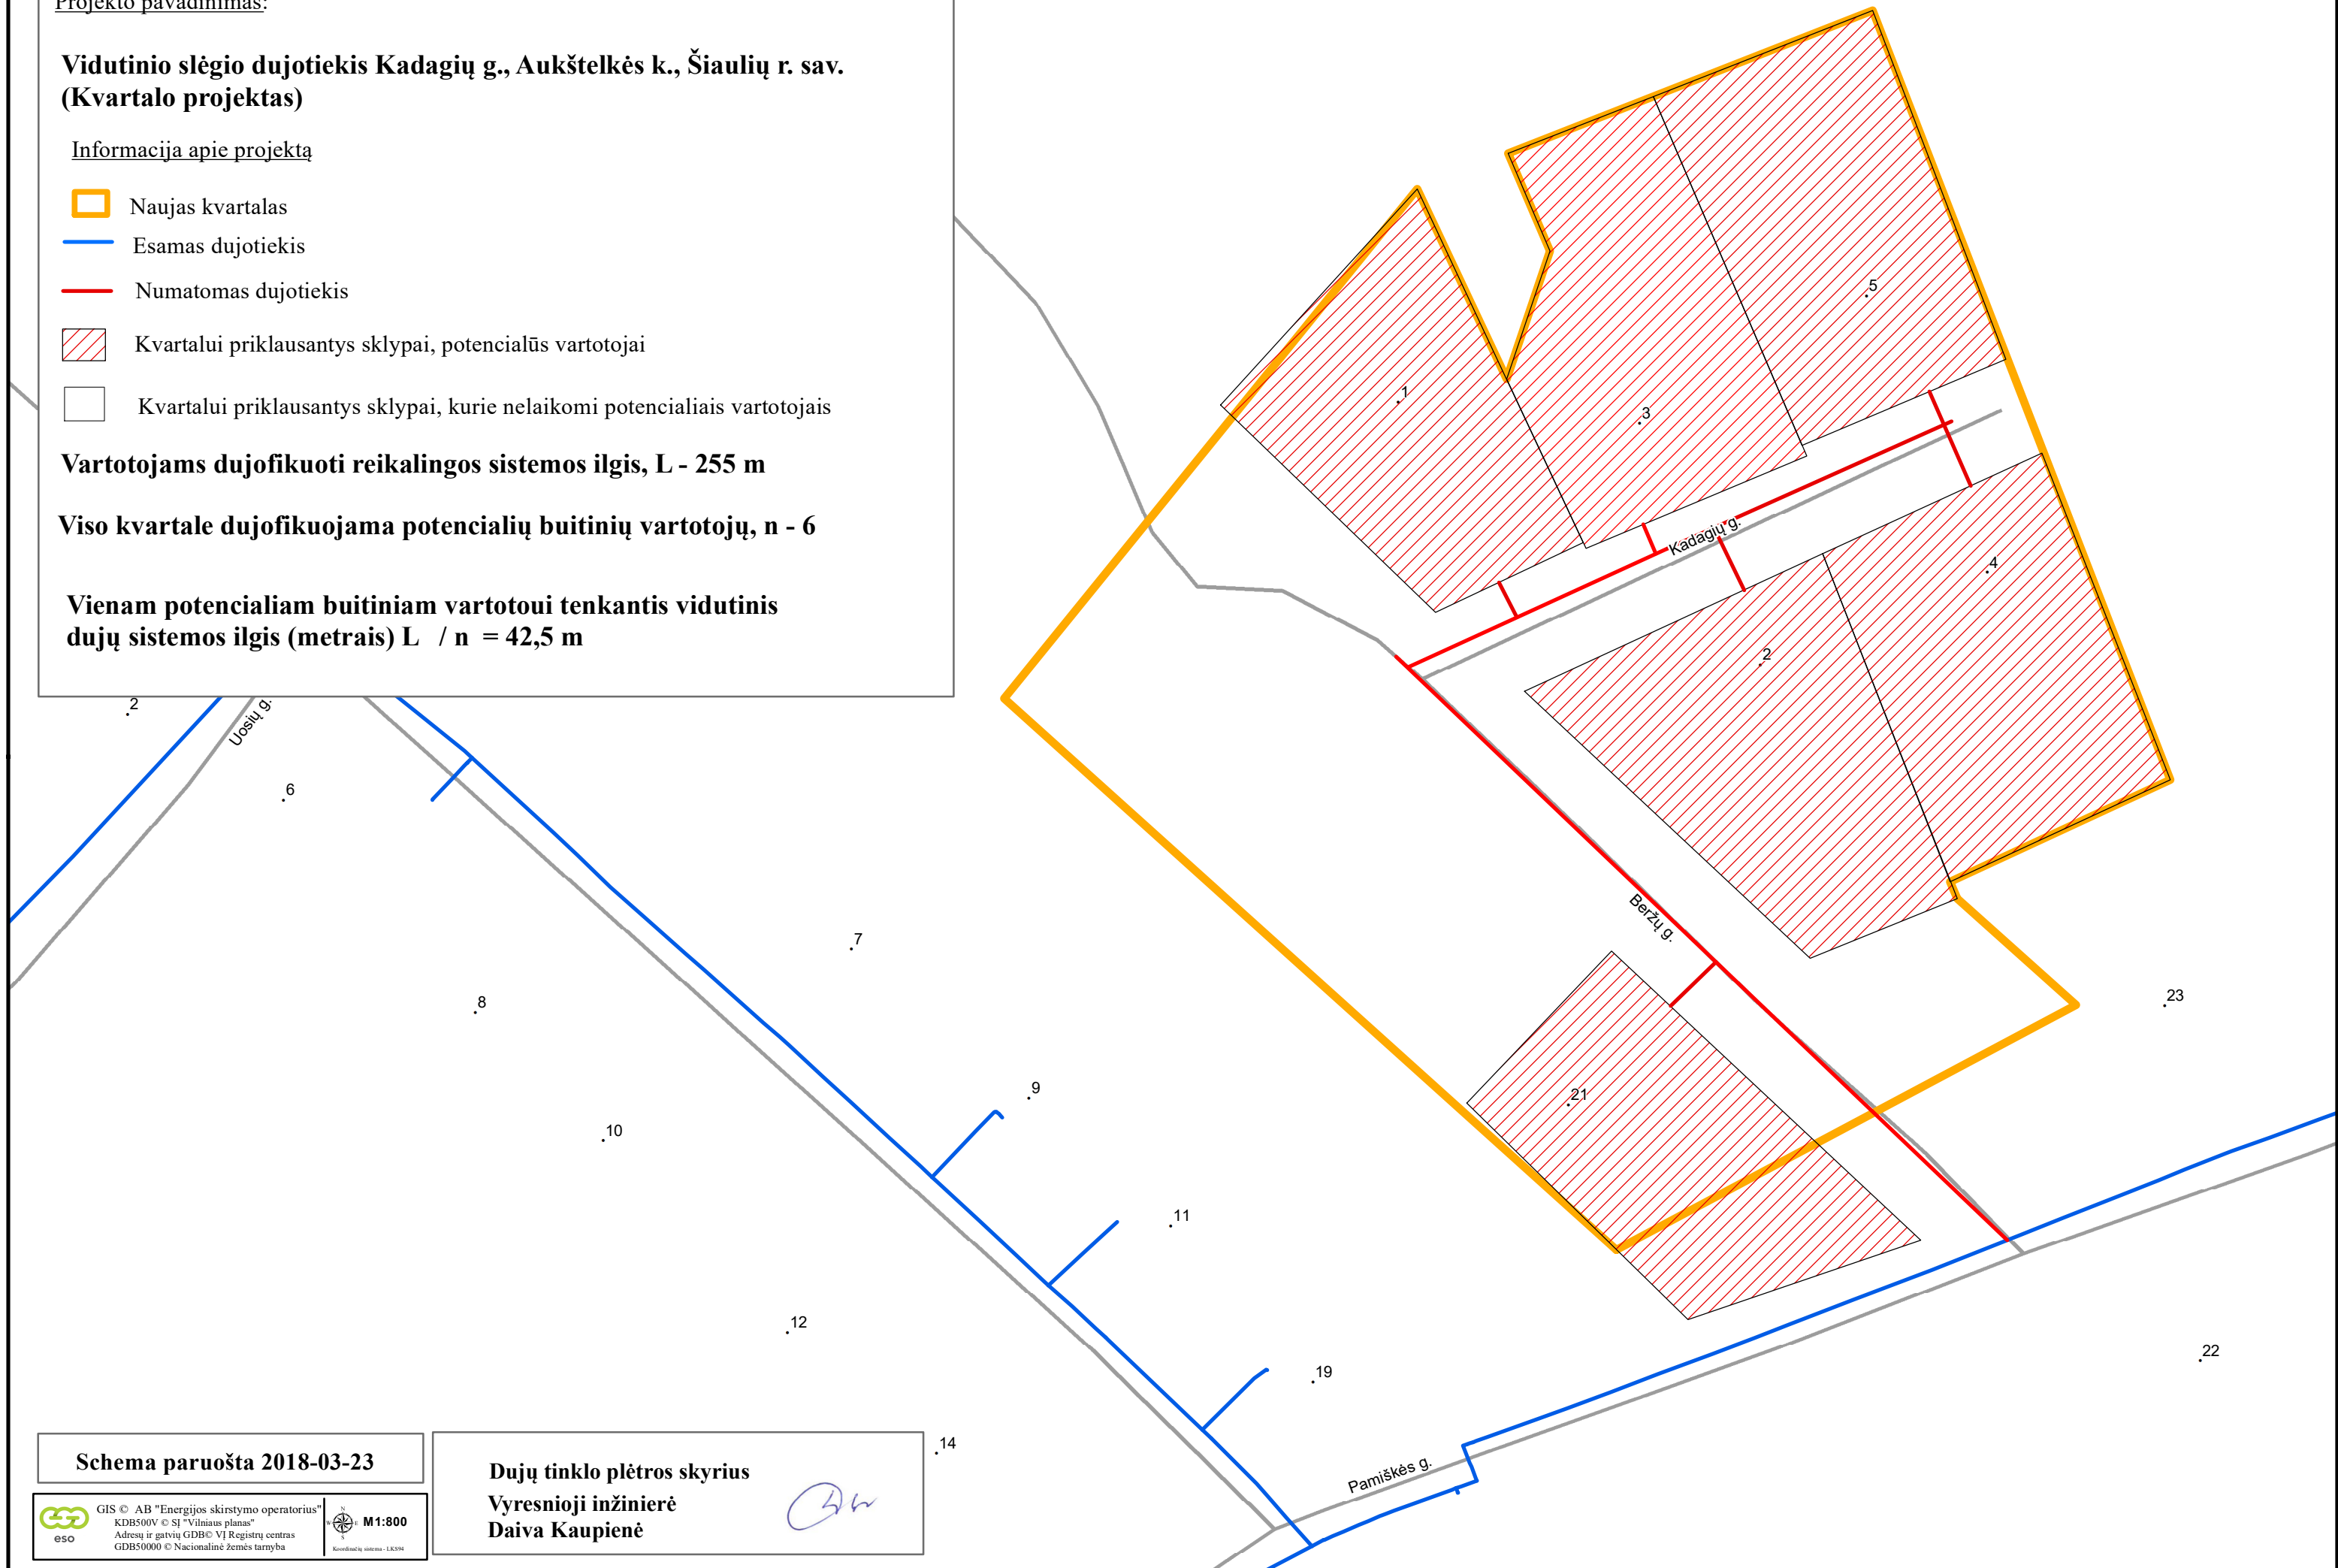 Projekto pavadinimas:
Vidutinio slėgio dujotiekis Kadagių g., Aukštelkės k., Šiaulių r. sav.
(Kvartalo projektas)
Informacija apie projektą
Naujas kvartalas
Esamas dujotiekis
Numatomas dujotiekis
Kvartalui priklausantys sklypai, potencialūs vartotojai
Kvartalui priklausantys sklypai, kurie nelaikomi potencialiais vartotojais
Vartotojams dujofikuoti reikalingos sistemos ilgis, L - 255 m
Viso kvartale dujofikuojama potencialių buitinių vartotojų, n - 6
Vienam potencialiam buitiniam vartotoui tenkantis vidutinis
dujų sistemos ilgis (metrais) L / n = 42,5 m
5
1
3
Kadagių g.
4
2
2
Uosių g.
6
Beržų g.
7
8
23
9
21
10
11
12
22
19
14
Pamiškės g.
Schema paruošta 2018-03-23
Dujų tinklo plėtros skyrius
Vyresnioji inžinierė
Daiva Kaupienė
eso
GIS © AB "Energijos skirstymo operatorius"
KDB500V © SĮ "Vilniaus planas"
Adresų ir gatvių GDB© VĮ Registrų centras
GDB50000 © Nacionalinė žemės tarnyba
N
W E
S
M1:800
Koordinačių sistema - LKS94